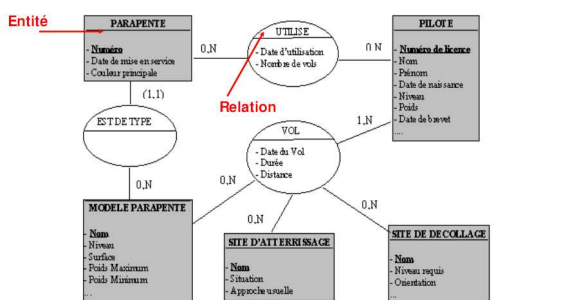 Entité
PARAPENTE
- Numéro
- Date de mise en service
- Couleur principale
0,N
UTILISE
- Date d'utilisation
- Nombre de vols
0,N
PILOTE
- Numéro de licence
- Nom
- Prénom
- Date de naissance
- Niveau
- Poids
- Date de brevet
....
Relation
(1,1)
EST DE TYPE
0,N
VOL
- Date du Vol
- Durée
- Distance
1,N
0,N
0,N
0,N
MODELE PARAPENTE
- Nom
- Niveau
- Surface
- Poids Maximum
- Poids Minimum
...
SITE D'ATTERRISSAGE
- Nom
- Situation
- Approche usuelle
SITE DE DECOLLAGE
- Nom
- Niveau requis
- Orientation
...